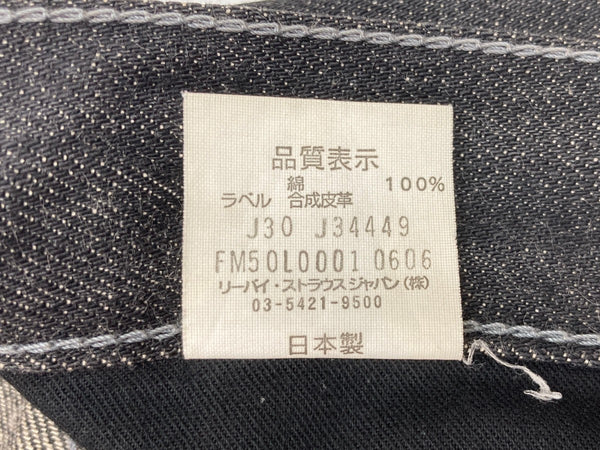 品質表示
綿 100%
ラベル 合成皮革
J30 J34449
FM50L0001 0606
リーバイ・ストラウスジャパン(株)
03-5421-9500
日本製